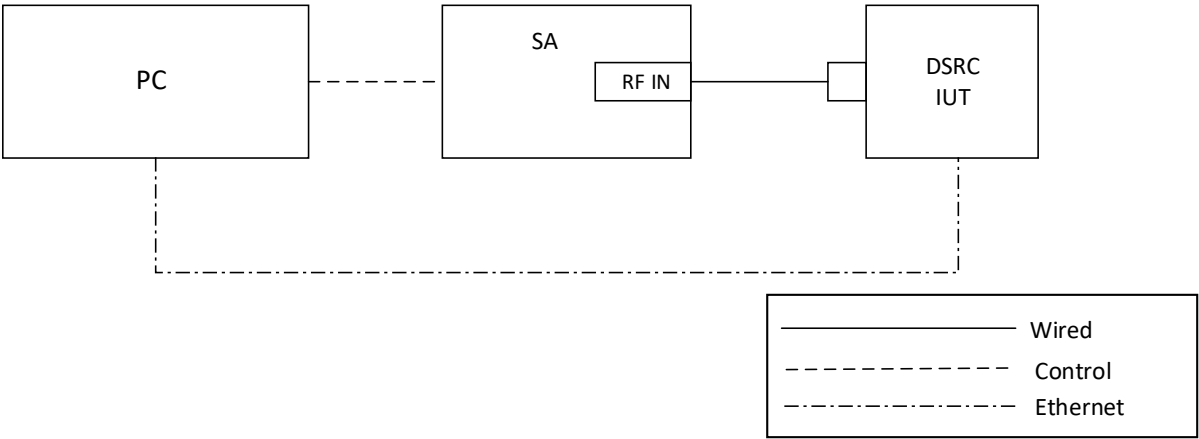 PC
SA
RF IN
DSRC
IUT
Wired
Control
Ethernet